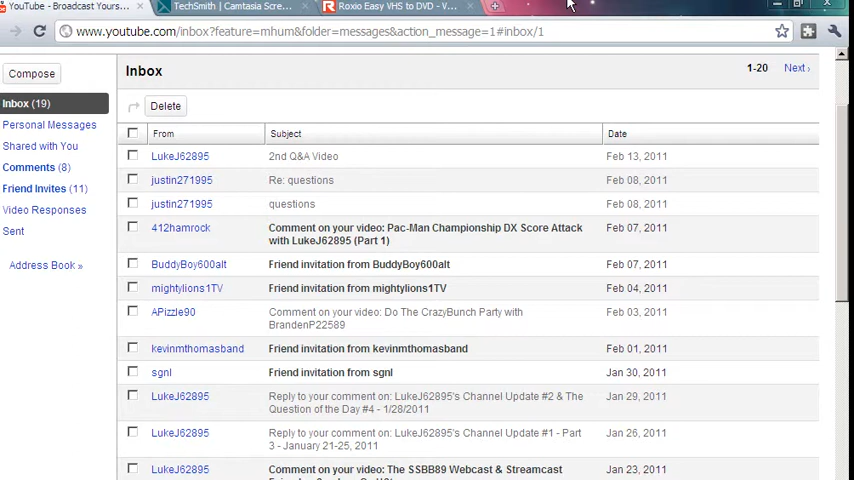 YouTube - Broadcast Yours...
TechSmith | Camtasia Scre...
Roxio Easy VHS to DVD - V...
www.youtube.com/inbox?feature=mhum&folder=messages&action_message=1#inbox/1
Compose
Inbox
1-20 Next ›
Inbox (19)
Delete
Personal Messages
From Subject Date
Shared with You
LukeJ62895 2nd Q&A Video Feb 13, 2011
Comments (8)
justin271995 Re: questions Feb 08, 2011
Friend Invites (11)
justin271995 questions Feb 08, 2011
Video Responses
412hamrock Comment on your video: Pac-Man Championship DX Score Attack Feb 07, 2011
with LukeJ62895 (Part 1)
Sent
Address Book »
BuddyBoy600alt Friend invitation from BuddyBoy600alt Feb 07, 2011
mightylions1TV Friend invitation from mightylions1TV Feb 04, 2011
APizzle90 Comment on your video: Do The CrazyBunch Party with Feb 03, 2011
BrandenP22589
kevinmthomasband Friend invitation from kevinmthomasband Feb 01, 2011
sgnl Friend invitation from sgnl Jan 30, 2011
LukeJ62895 Reply to your comment on: LukeJ62895's Channel Update #2 & The Jan 29, 2011
Question of the Day #4 - 1/28/2011
LukeJ62895 Reply to your comment on: LukeJ62895's Channel Update #1 - Part Jan 26, 2011
3 - January 21-25, 2011
LukeJ62895 Comment on your video: The SSBB89 Webcast & Streamcast Jan 23, 2011